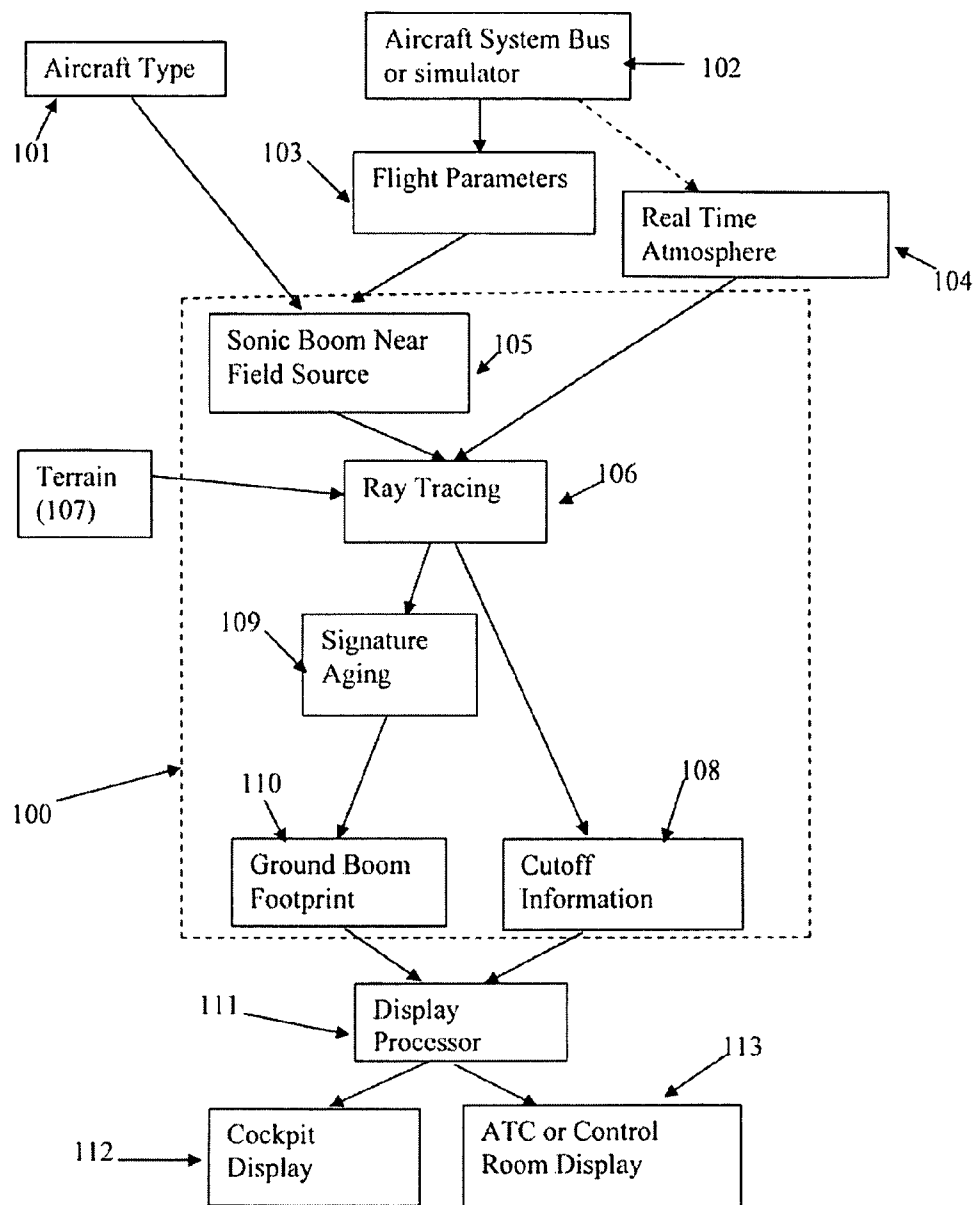 Aircraft Type
Aircraft System Bus
or simulator
102
101
103
Flight Parameters
Real Time
Atmosphere
104
Sonic Boom Near
Field Source
105
Terrain
(107)
Ray Tracing
106
109
Signature
Aging
100
110
108
Ground Boom
Footprint
Cutoff
Information
111
Display
Processor
113
112
Cockpit
Display
ATC or Control
Room Display